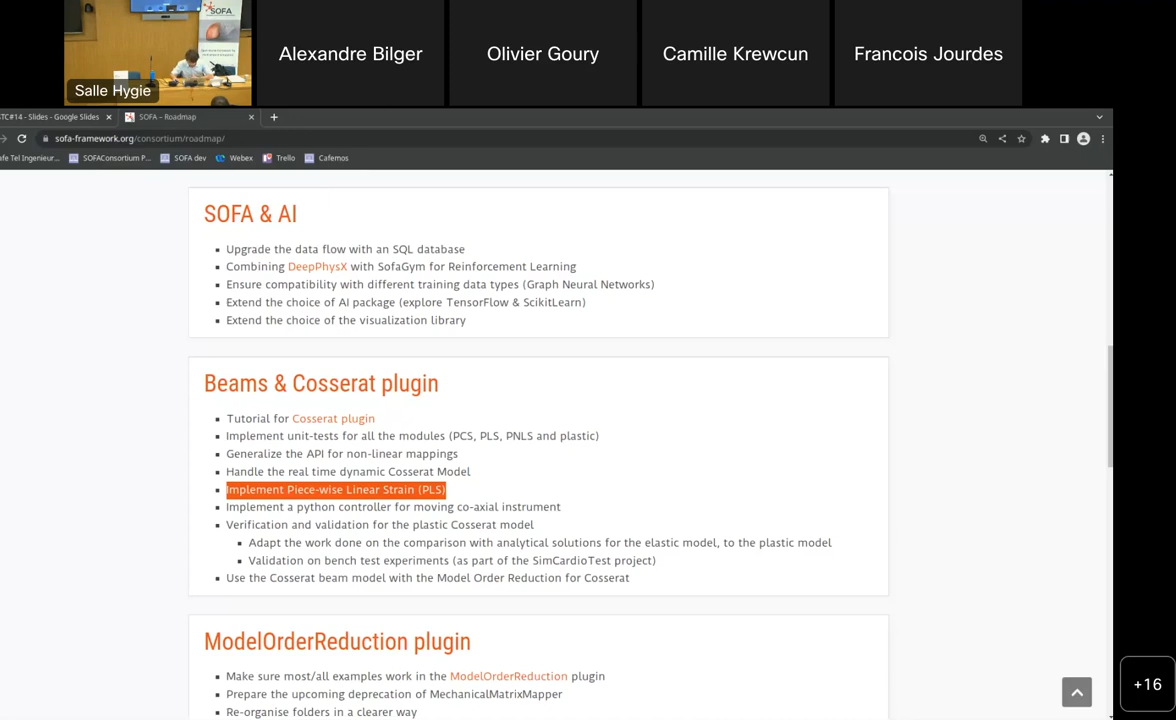 SOFA
Salle Hygie
Alexandre Bilger
Olivier Goury
Camille Krewcun
Francois Jourdes
TC#14 - Slides - Google Slides
SOFA – Roadmap
sofa-framework.org/consortium/roadmap/
afe Tel Ingenieur...
SOFAConsortium P...
SOFA dev
Webex
Trello
Cafemos
SOFA & AI
Upgrade the data flow with an SQL database
Combining DeepPhysX with SofaGym for Reinforcement Learning
Ensure compatibility with different training data types (Graph Neural Networks)
Extend the choice of AI package (explore TensorFlow & ScikitLearn)
Extend the choice of the visualization library
Beams & Cosserat plugin
Tutorial for Cosserat plugin
Implement unit-tests for all the modules (PCS, PLS, PNLS and plastic)
Generalize the API for non-linear mappings
Handle the real time dynamic Cosserat Model
Implement Piece-wise Linear Strain (PLS)
Implement a python controller for moving co-axial instrument
Verification and validation for the plastic Cosserat model
Adapt the work done on the comparison with analytical solutions for the elastic model, to the plastic model
Validation on bench test experiments (as part of the SimCardioTest project)
Use the Cosserat beam model with the Model Order Reduction for Cosserat
ModelOrderReduction plugin
Make sure most/all examples work in the ModelOrderReduction plugin
Prepare the upcoming deprecation of MechanicalMatrixMapper
Re-organise folders in a clearer way
+16